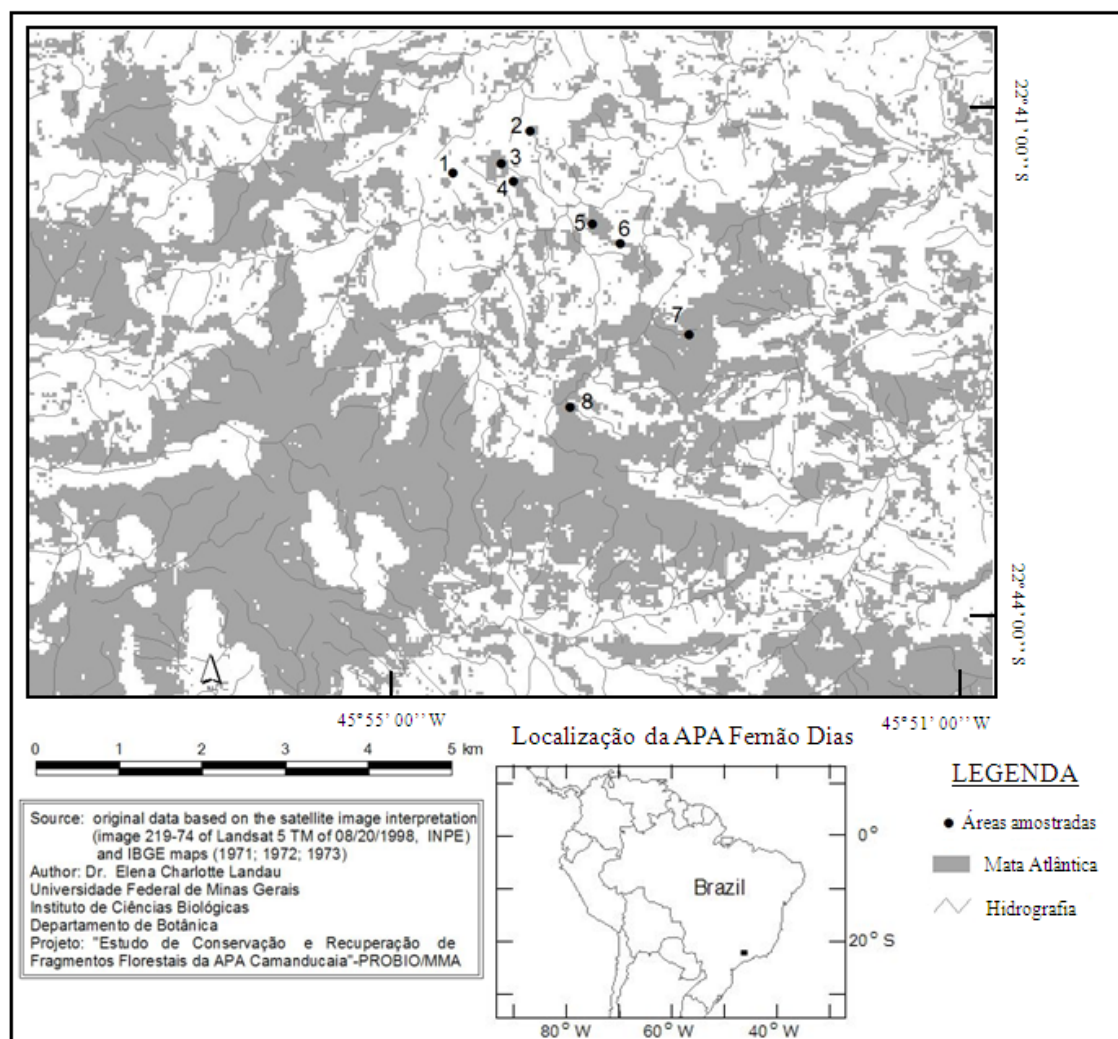 2
3
1
4
5
6
7
8
22°41'00''S
22°44'00''S
45°55'00''W
45°51'00''W
0 1 2 3 4 5 km
Localização da APA Fernão Dias
Source: original data based on the satellite image interpretation
(image 219-74 of Landsat 5 TM of 08/20/1998, INPE)
and IBGE maps (1971; 1972; 1973)
Author: Dr. Elena Charlotte Landau
Universidade Federal de Minas Gerais
Instituto de Ciências Biológicas
Departamento de Botânica
Projeto: "Estudo de Conservação e Recuperação de
Fragmentos Florestais da APA Camanducaia"-PROBIO/MMA
Brazil
0°
20° S
80° W 60° W 40° W
LEGENDA
Áreas amostradas
Mata Atlântica
Hidrografia